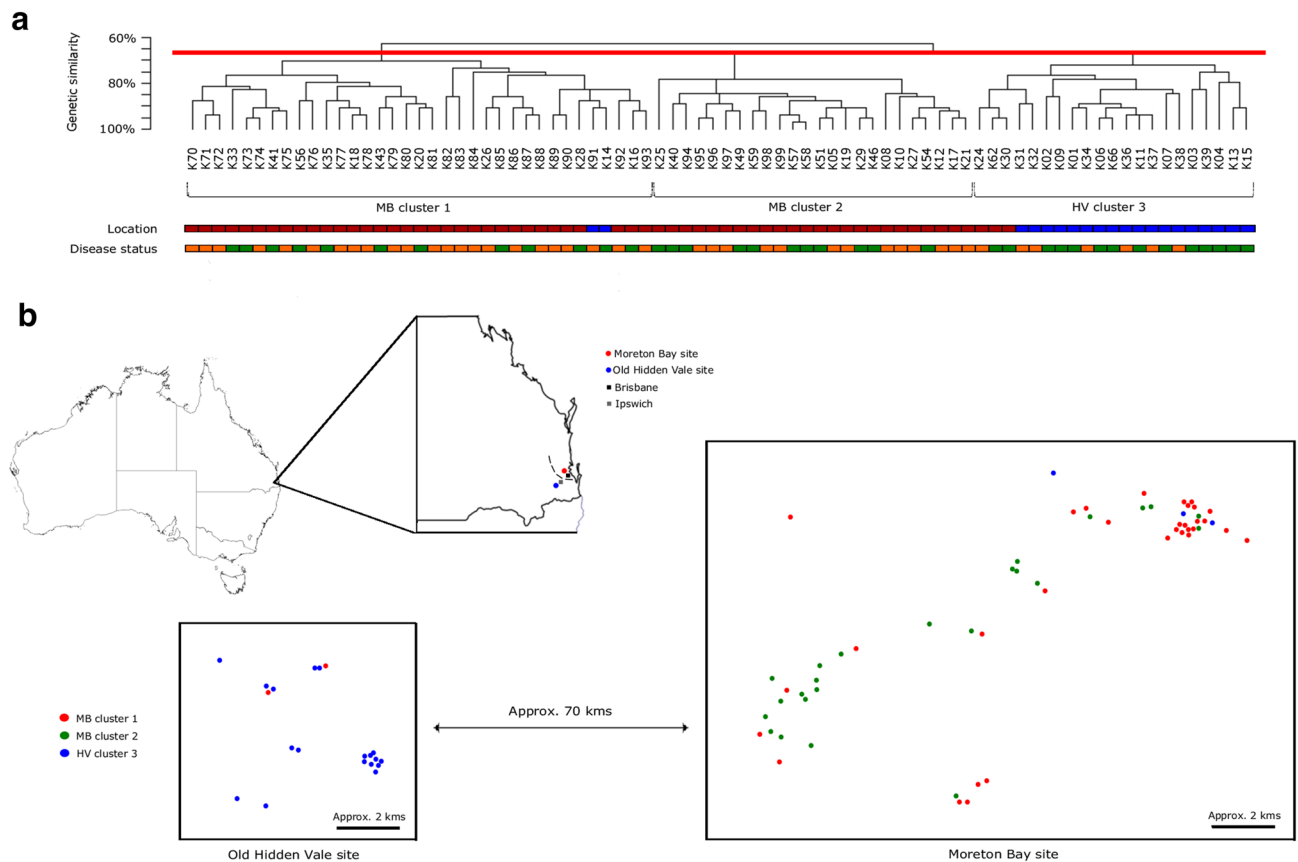 a
Genetic similarity
60%
80%
100%
K70 K71 K72 K33 K73 K74 K41 K75 K56 K76 K35 K77 K18 K78 K43 K79 K80 K20 K81 K82 K83 K84 K26 K85 K86 K87 K88 K89 K90 K28 K91 K14 K92 K16 K93 K25 K40 K94 K95 K96 K97 K49 K59 K98 K99 K57 K58 K51 K05 K19 K29 K46 K08 K10 K27 K54 K12 K17 K21 K24 K62 K30 K31 K32 K02 K09 K01 K34 K06 K66 K36 K11 K37 K07 K38 K03 K39 K04 K13 K15
MB cluster 1
MB cluster 2
HV cluster 3
Location
Disease status
b
Moreton Bay site
Old Hidden Vale site
Brisbane
Ipswich
MB cluster 1
MB cluster 2
HV cluster 3
Approx. 70 kms
Approx. 2 kms
Approx. 2 kms
Old Hidden Vale site
Moreton Bay site